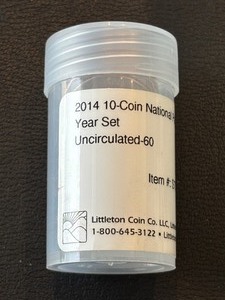 2014 10-Coin National
Year Set
Uncirculated-60
Item #:
Littleton Coin Co. LLC,
1-800-645-3122 •